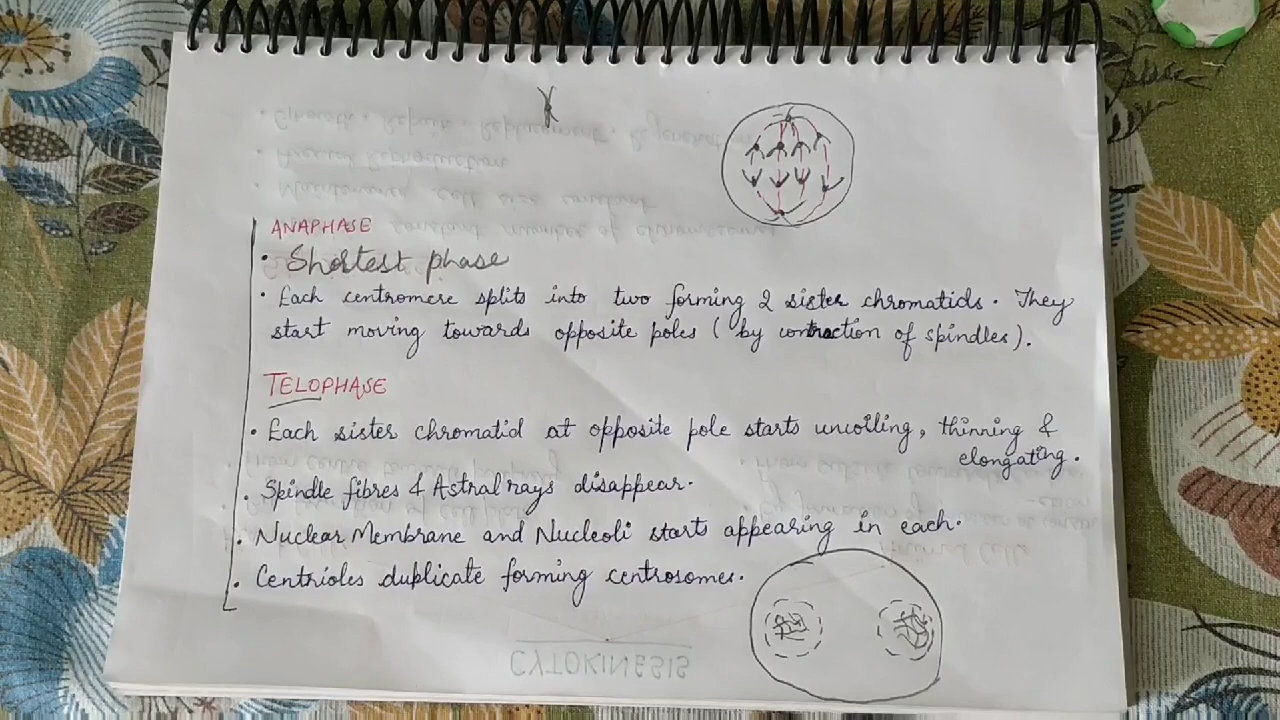 ANAPHASE
• Shortest phase
• Each centromere splits into two forming 2 sister chromatids. They
start moving towards opposite poles (by contraction of spindles).
TELOPHASE
• Each sister chromatid at opposite pole starts uncoiling, thinning &
elongating.
• Spindle fibres & Astral rays disappear.
• Nuclear Membrane and Nucleoli starts appearing in each.
• Centrioles duplicate forming centrosomes.
CYTOKINESIS